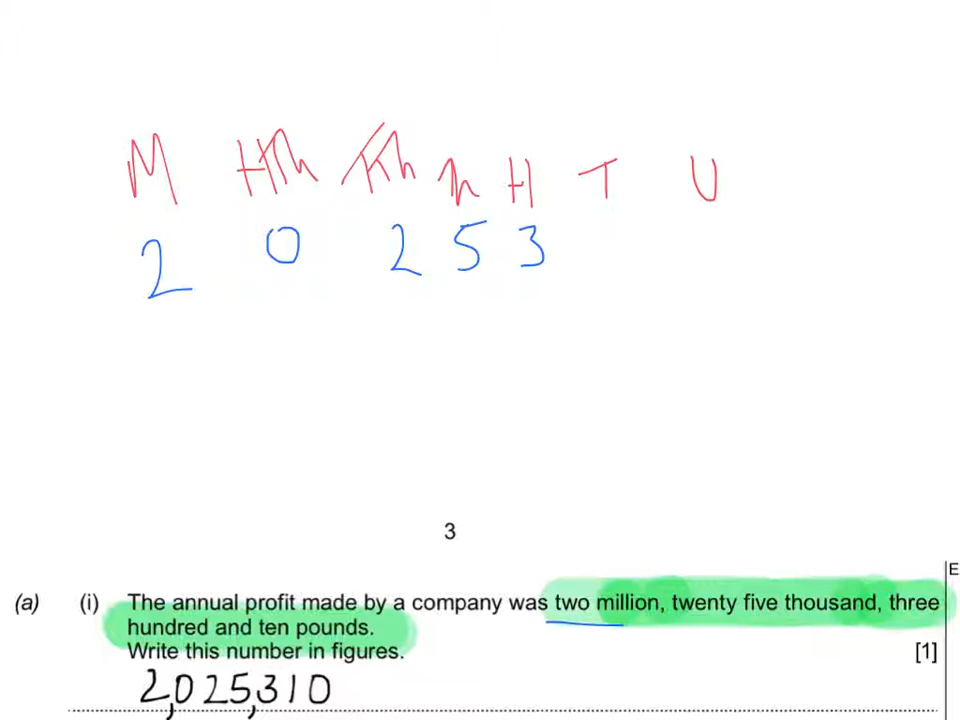 M HTh TTh Th H T U
2 0 2 5 3
3
E
(a) (i) The annual profit made by a company was two million, twenty five thousand, three
hundred and ten pounds.
Write this number in figures. [1]
2,025,310